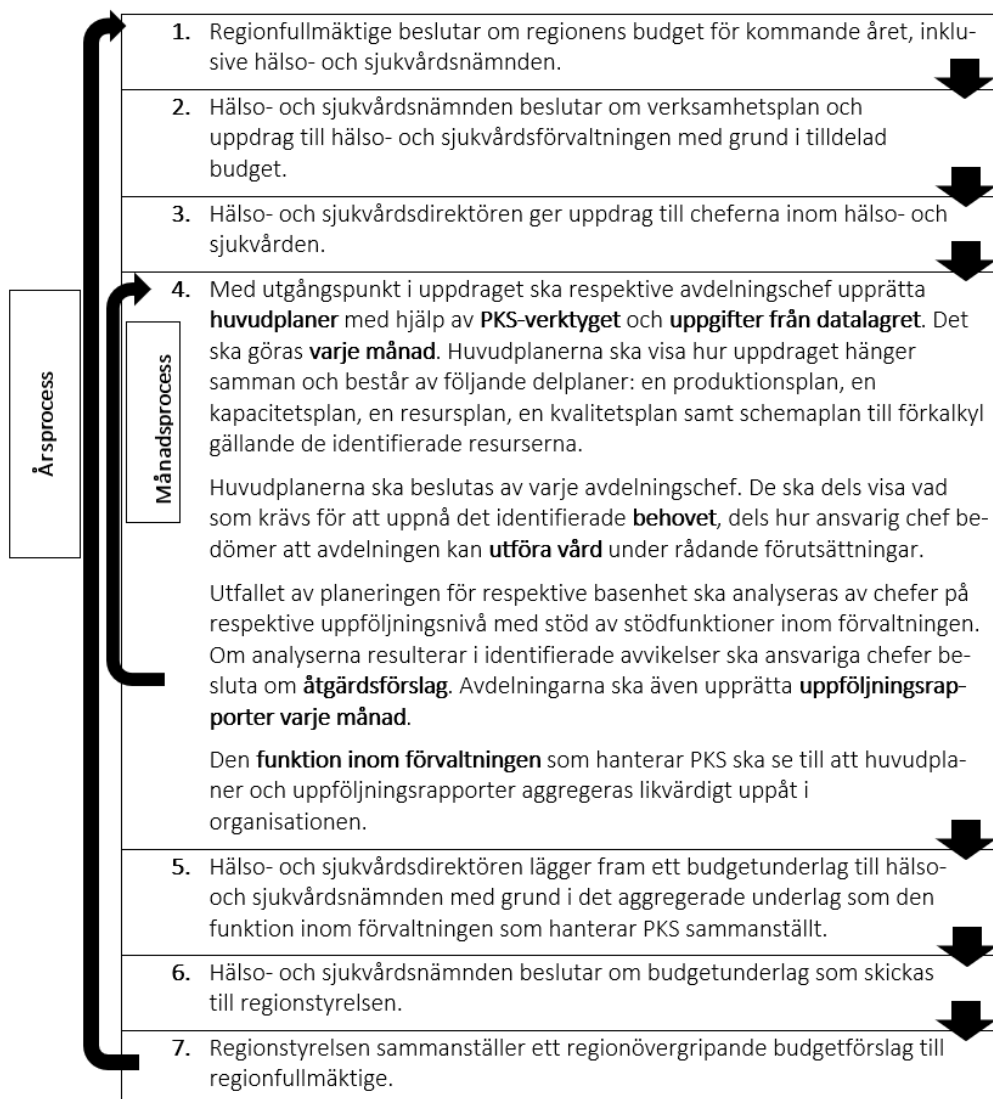 1. Regionfullmäktige beslutar om regionens budget för kommande året, inklu-
sive hälso- och sjukvårdsnämnden.
2. Hälso- och sjukvårdsnämnden beslutar om verksamhetsplan och
uppdrag till hälso- och sjukvårdsförvaltningen med grund i tilldelad
budget.
3. Hälso- och sjukvårdsdirektören ger uppdrag till cheferna inom hälso- och
sjukvården.
Årsprocess
Månadsprocess
4. Med utgångspunkt i uppdraget ska respektive avdelningschef upprätta
huvudplaner med hjälp av PKS-verktyget och uppgifter från datalagret. Det
ska göras varje månad. Huvudplanerna ska visa hur uppdraget hänger
samman och består av följande delplaner: en produktionsplan, en
kapacitetsplan, en resursplan, en kvalitetsplan samt schemaplan till förkalkyl
gällande de identifierade resurserna.
Huvudplanerna ska beslutas av varje avdelningschef. De ska dels visa vad
som krävs för att uppnå det identifierade behovet, dels hur ansvarig chef be-
dömer att avdelningen kan utföra vård under rådande förutsättningar.
Utfallet av planeringen för respektive basenhet ska analyseras av chefer på
respektive uppföljningsnivå med stöd av stödfunktioner inom förvaltningen.
Om analyserna resulterar i identifierade avvikelser ska ansvariga chefer be-
sluta om åtgärdsförslag. Avdelningarna ska även upprätta uppföljningsrap-
porter varje månad.
Den funktion inom förvaltningen som hanterar PKS ska se till att huvudpla-
ner och uppföljningsrapporter aggregeras likvärdigt uppåt i
organisationen.
5. Hälso- och sjukvårdsdirektören lägger fram ett budgetunderlag till hälso-
och sjukvårdsnämnden med grund i det aggregerade underlag som den
funktion inom förvaltningen som hanterar PKS sammanställt.
6. Hälso- och sjukvårdsnämnden beslutar om budgetunderlag som skickas
till regionstyrelsen.
7. Regionstyrelsen sammanställer ett regionövergripande budgetförslag till
regionfullmäktige.